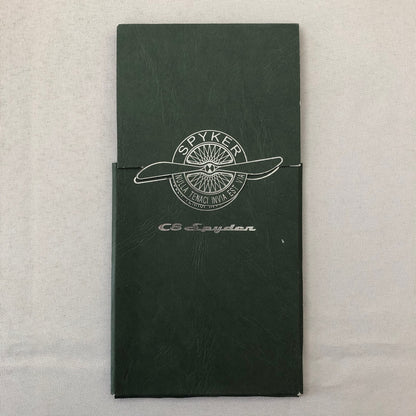 SPYKER
NULLA TENACI INVIA EST VIA
C8 Spyder